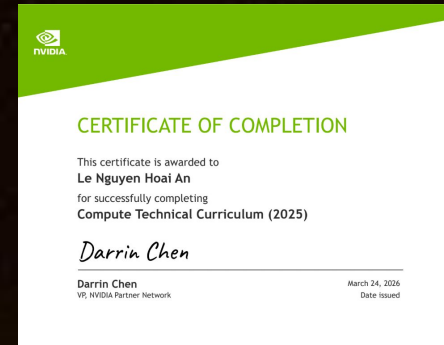 NVIDIA.
CERTIFICATE OF COMPLETION
This certificate is awarded to
Le Nguyen Hoai An
for successfully completing
Compute Technical Curriculum (2025)
Darrin Chen
Darrin Chen
VP, NVIDIA Partner Network
March 24, 2026
Date issued